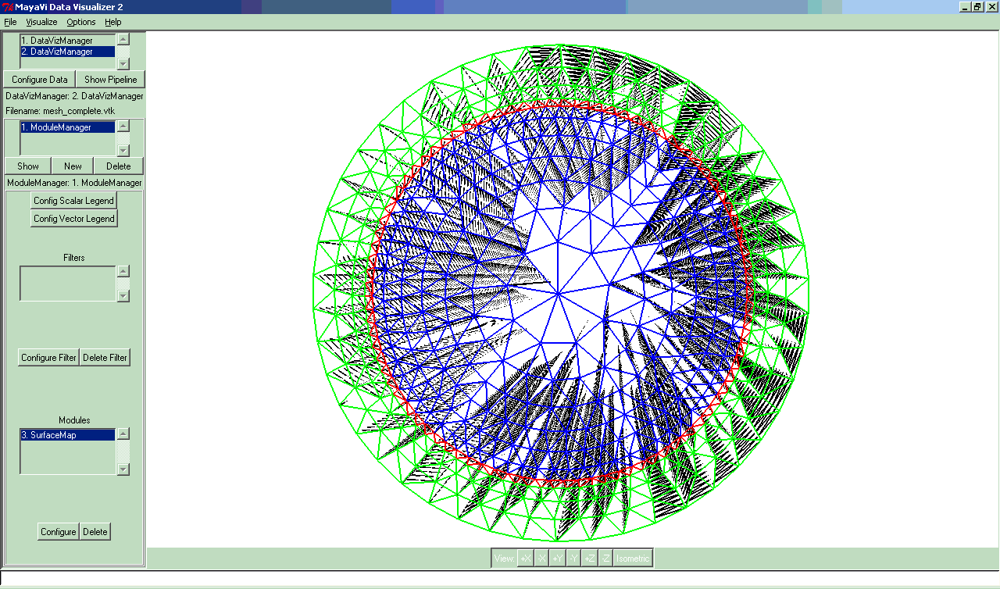 MayaVi Data Visualizer 2
File Visualize Options Help
1. DataVizManager
2. DataVizManager
Configure Data Show Pipeline
DataVizManager: 2. DataVizManager
Filename: mesh_complete.vtk
1. ModuleManager
Show New Delete
ModuleManager: 1. ModuleManager
Config Scalar Legend
Config Vector Legend
Filters
Configure Filter Delete Filter
Modules
3. SurfaceMap
Configure Delete
View: +X -X +Y -Y +Z -Z Isometric